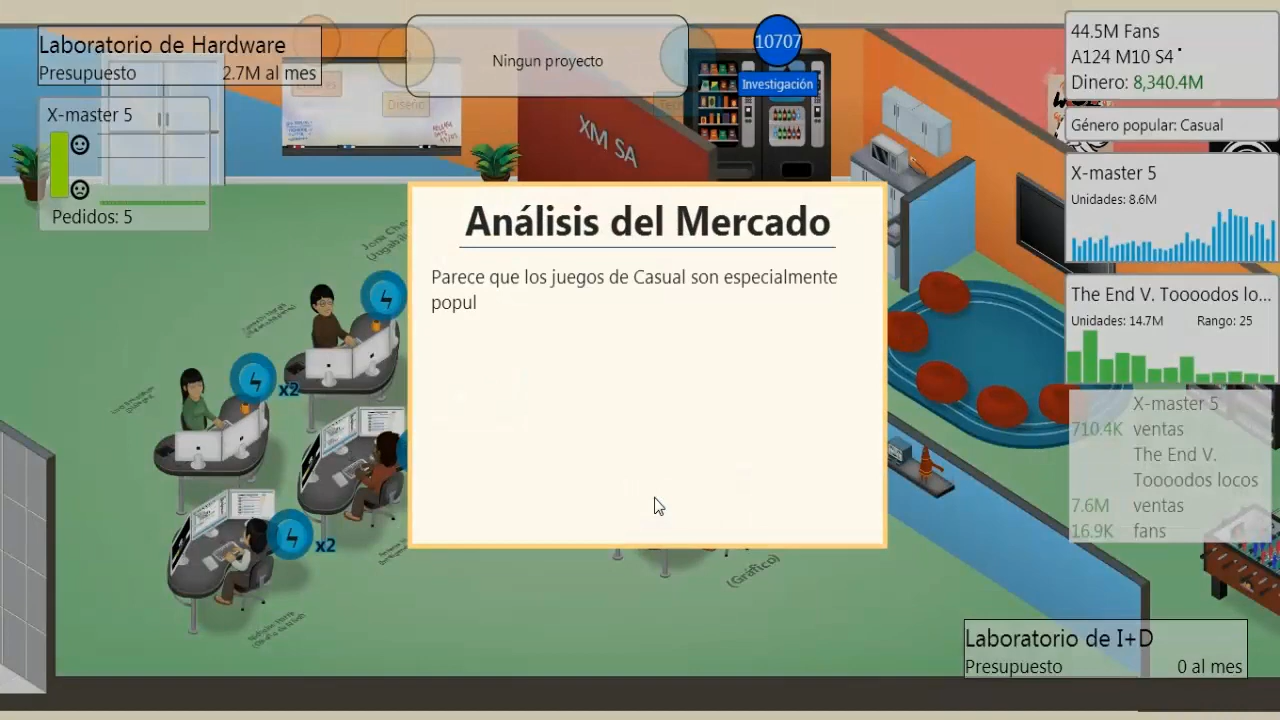 Laboratorio de Hardware
Presupuesto 2.7M al mes
X-master 5
Pedidos: 5
Ningun proyecto
Diseño
XM SA
10707
Investigación
44.5M Fans
A124 M10 S4
Dinero: 8,340.4M
Género popular: Casual
X-master 5
Unidades: 8.6M
The End V. Toooodos lo...
Unidades: 14.7M Rango: 25
X-master 5
710.4K ventas
The End V.
Toooodos locos
7.6M ventas
16.9K fans
Análisis del Mercado
Parece que los juegos de Casual son especialmente
popul
x2
x2
(Gráfico)
Laboratorio de I+D
Presupuesto 0 al mes